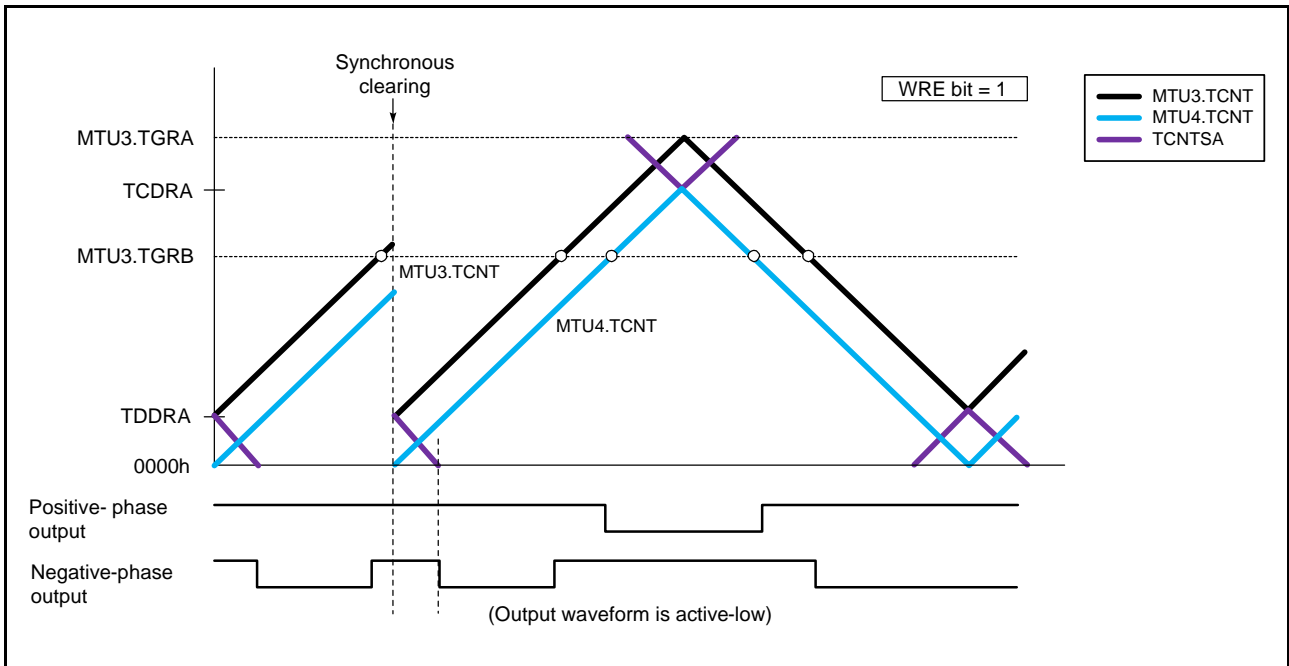 Synchronous
clearing
WRE bit = 1
MTU3.TCNT
MTU4.TCNT
TCNTSA
MTU3.TGRA
TCDRA
MTU3.TGRB
MTU3.TCNT
MTU4.TCNT
TDDRA
0000h
Positive- phase
output
Negative-phase
output
(Output waveform is active-low)